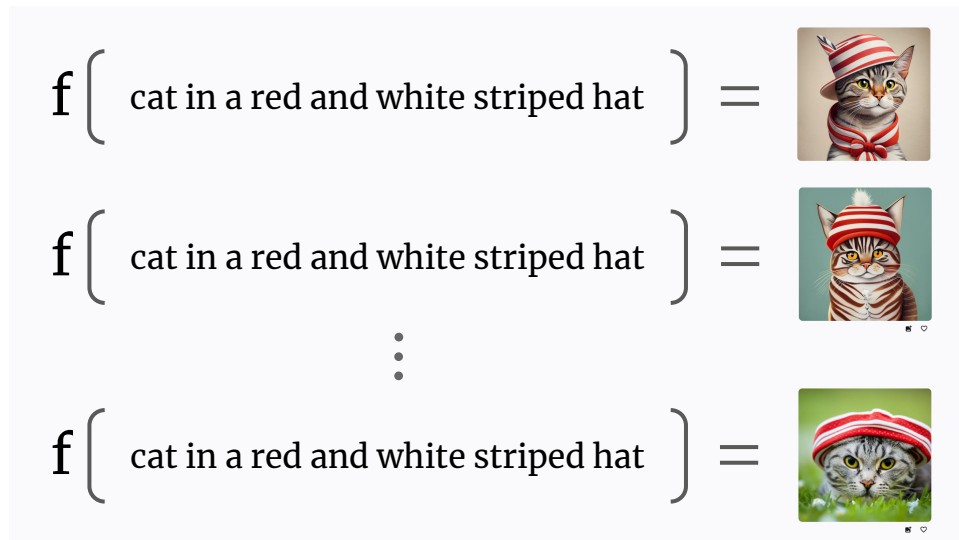 f ( cat in a red and white striped hat ) =
f ( cat in a red and white striped hat ) =
⋮
f ( cat in a red and white striped hat ) =